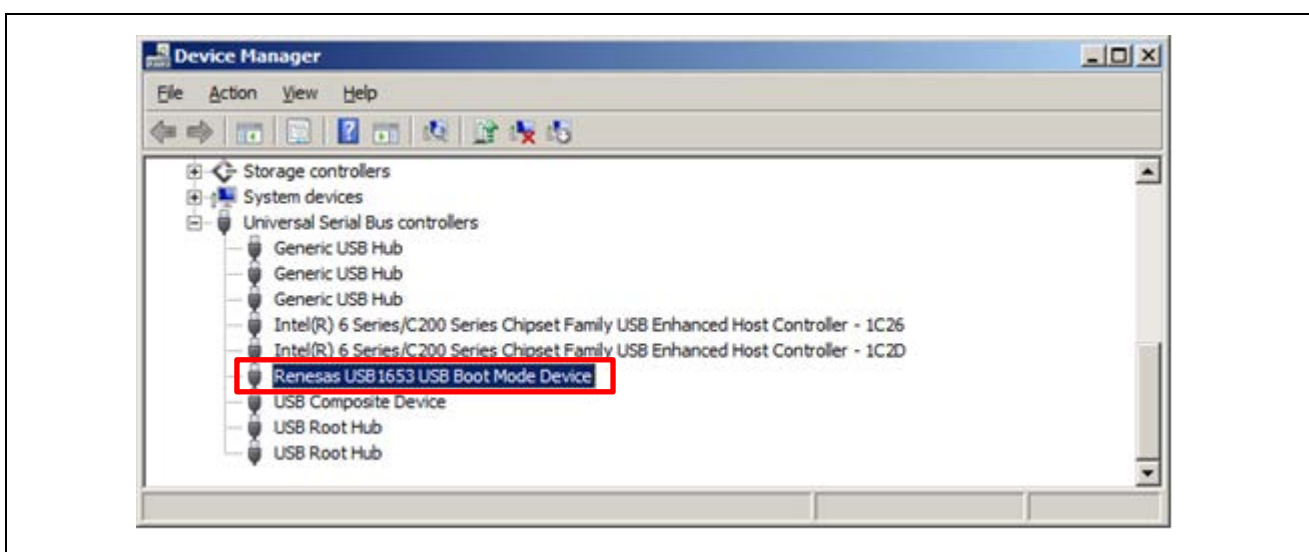 Device Manager
File Action View Help
Storage controllers
System devices
Universal Serial Bus controllers
Generic USB Hub
Generic USB Hub
Generic USB Hub
Intel(R) 6 Series/C200 Series Chipset Family USB Enhanced Host Controller - 1C26
Intel(R) 6 Series/C200 Series Chipset Family USB Enhanced Host Controller - 1C2D
Renesas USB1653 USB Boot Mode Device
USB Composite Device
USB Root Hub
USB Root Hub